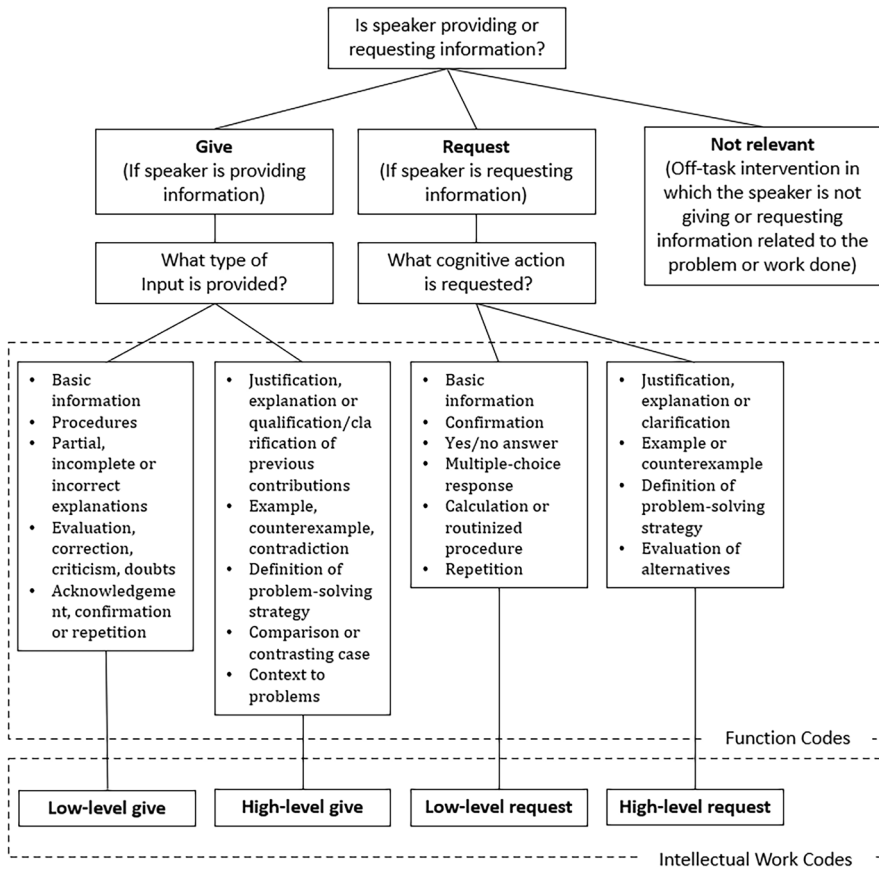 Is speaker providing or
requesting information?
Give
(If speaker is providing
information)
Request
(If speaker is requesting
information)
Not relevant
(Off-task intervention in
which the speaker is not
giving or requesting
information related to the
problem or work done)
What type of
Input is provided?
What cognitive action
is requested?
• Basic
information
• Procedures
• Partial,
incomplete or
incorrect
explanations
• Evaluation,
correction,
criticism, doubts
• Acknowledgeme
nt, confirmation
or repetition
• Justification,
explanation or
qualification/cla
rification of
previous
contributions
• Example,
counterexample,
contradiction
• Definition of
problem-solving
strategy
• Comparison or
contrasting case
• Context to
problems
• Basic
information
• Confirmation
• Yes/no answer
• Multiple-choice
response
• Calculation or
routinized
procedure
• Repetition
• Justification,
explanation or
clarification
• Example or
counterexample
• Definition of
problem-solving
strategy
• Evaluation of
alternatives
Function Codes
Low-level give
High-level give
Low-level request
High-level request
Intellectual Work Codes